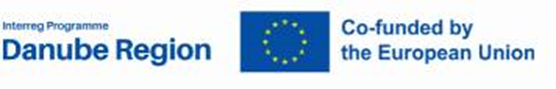 Interreg Programme
Danube Region
Co-funded by
the European Union